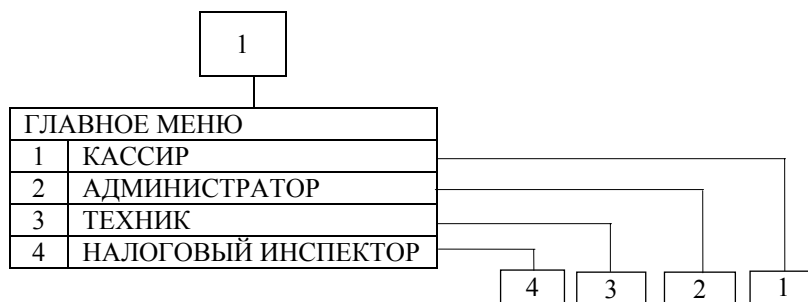 1
ГЛАВНОЕ МЕНЮ
1 КАССИР
2 АДМИНИСТРАТОР
3 ТЕХНИК
4 НАЛОГОВЫЙ ИНСПЕКТОР
4 3 2 1